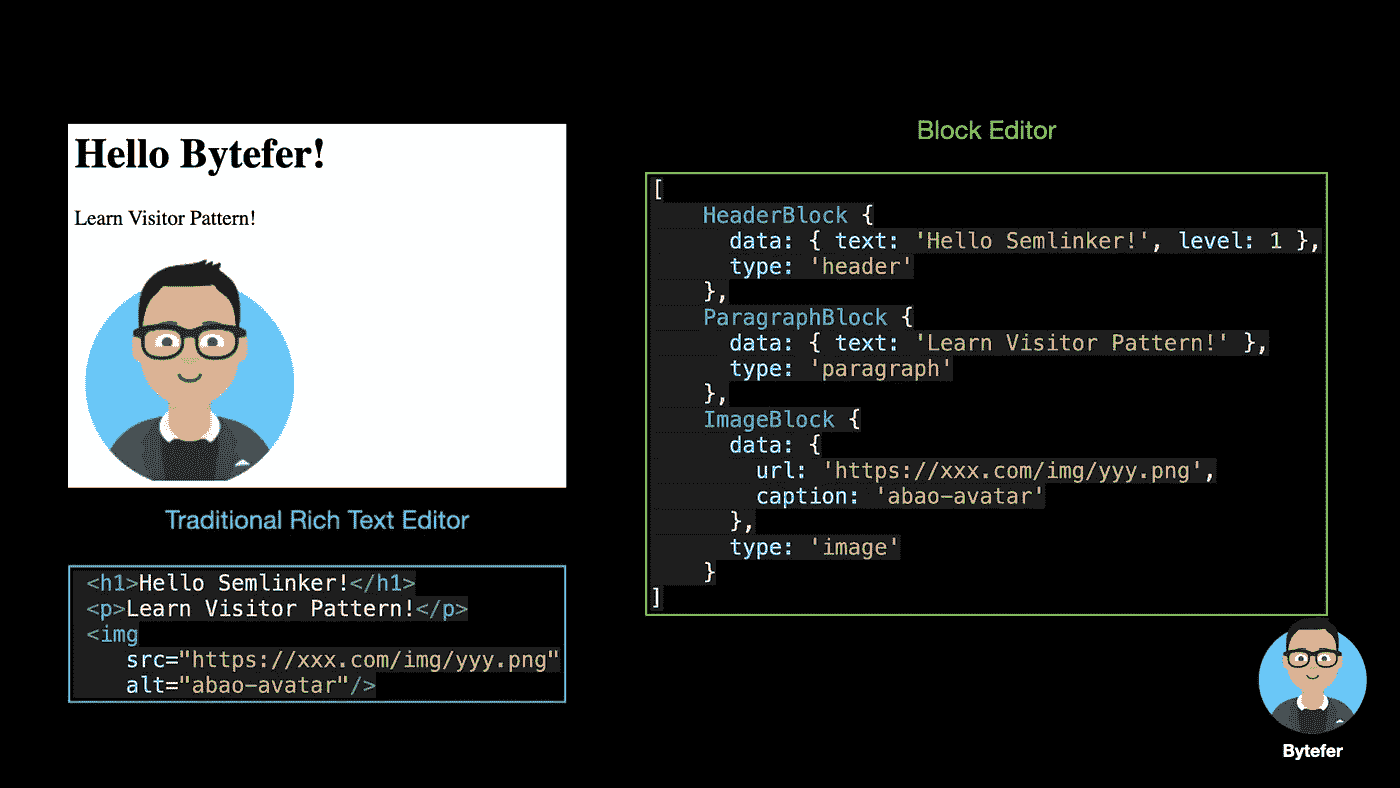 Hello Bytefer!
Learn Visitor Pattern!
Traditional Rich Text Editor
<h1>Hello Semlinker!</h1>
<p>Learn Visitor Pattern!</p>
<img
src="https://xxx.com/img/yyy.png"
alt="abao-avatar"/>
Block Editor
[
HeaderBlock {
data: { text: 'Hello Semlinker!', level: 1 },
type: 'header'
},
ParagraphBlock {
data: { text: 'Learn Visitor Pattern!' },
type: 'paragraph'
},
ImageBlock {
data: {
url: 'https://xxx.com/img/yyy.png',
caption: 'abao-avatar'
},
type: 'image'
}
]
Bytefer